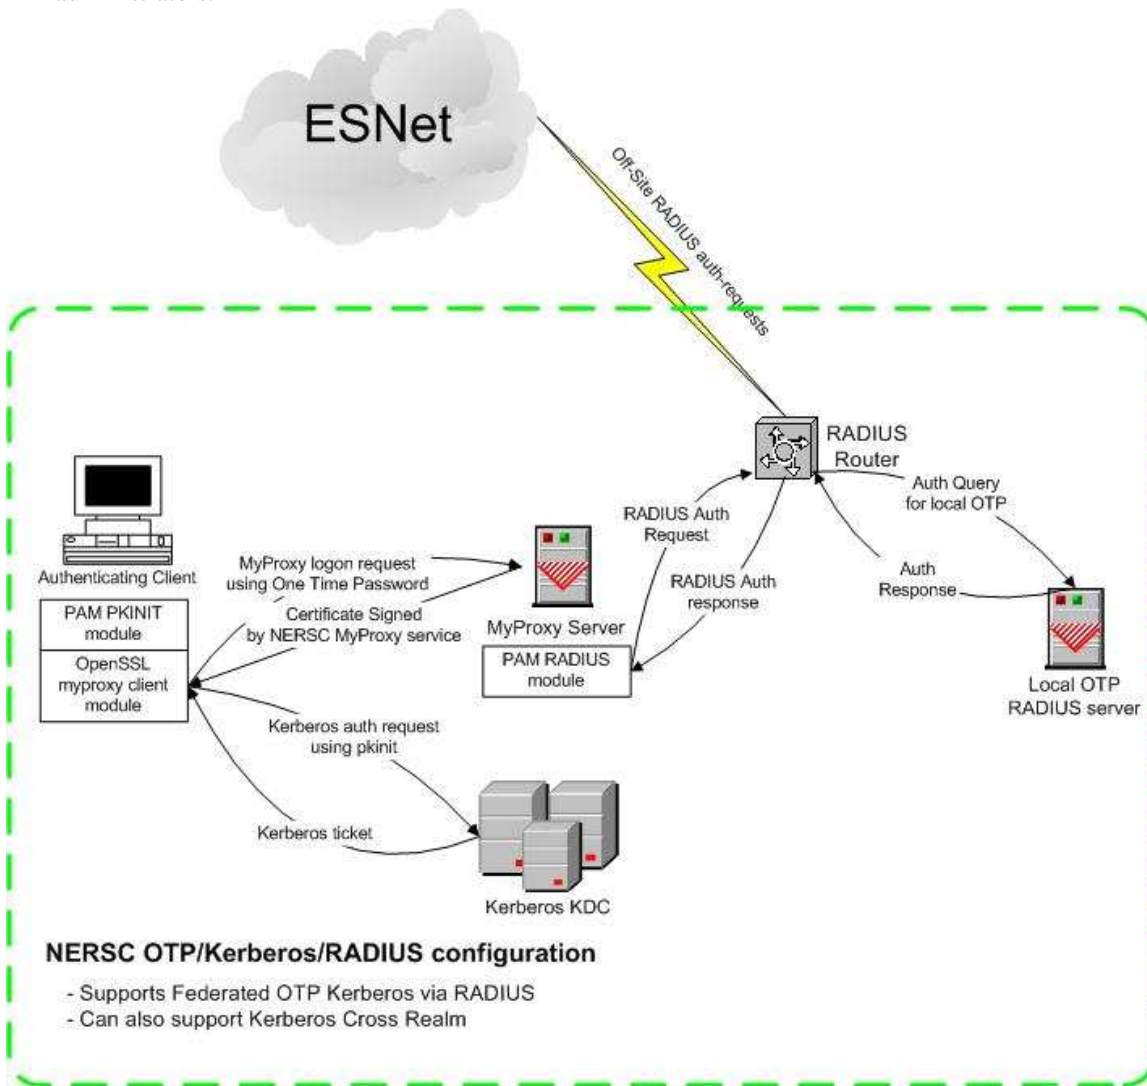 ESNet
Off-Site RADIUS auth-requests
RADIUS
Router
Auth Query
for local OTP
RADIUS Auth
Request
MyProxy logon request
using One Time Password
Authenticating Client
Auth
Response
RADIUS Auth
response
PAM PKINIT
module
Certificate Signed
by NERSC MyProxy service
MyProxy Server
OpenSSL
myproxy client
module
PAM RADIUS
module
Local OTP
RADIUS server
Kerberos auth request
using pkinit
Kerberos ticket
Kerberos KDC
NERSC OTP/Kerberos/RADIUS configuration
- Supports Federated OTP Kerberos via RADIUS
- Can also support Kerberos Cross Realm